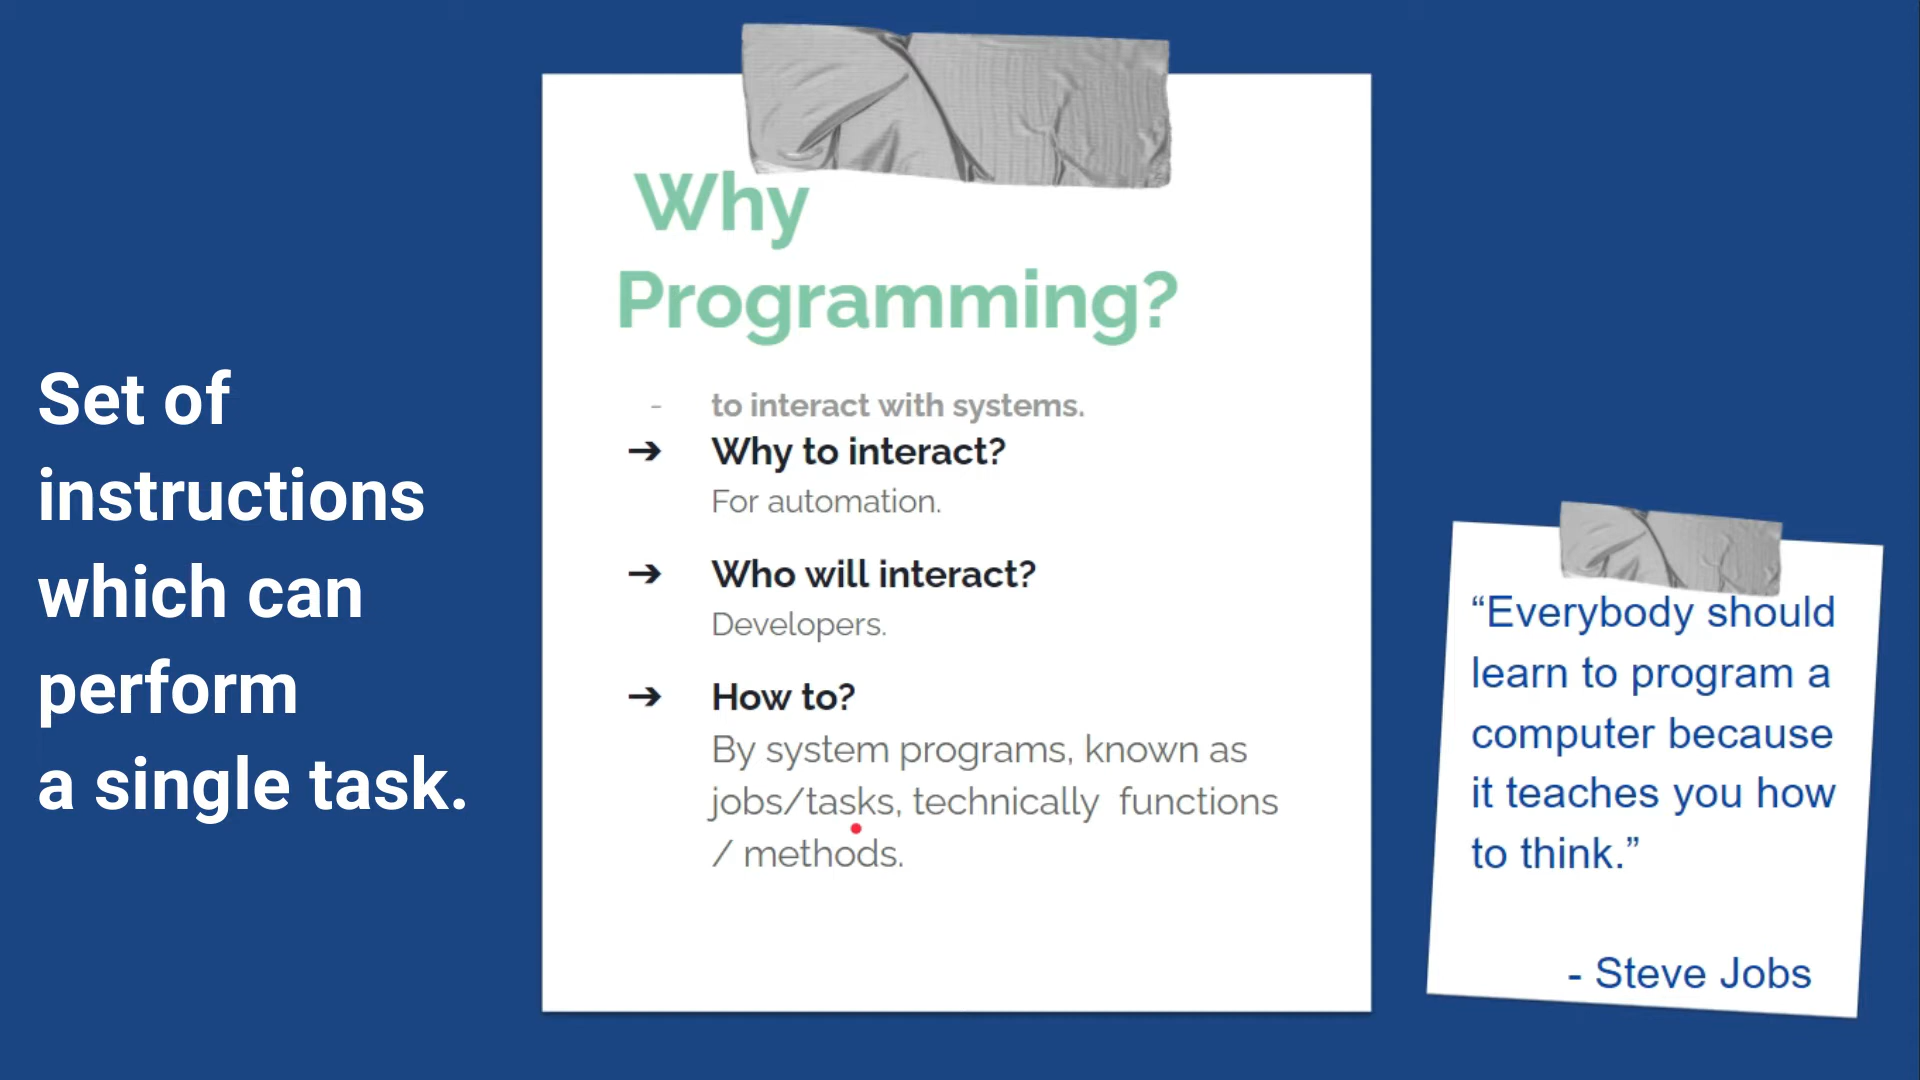 Set of
instructions
which can
perform
a single task.
Why
Programming?
- to interact with systems.
➔ Why to interact?
For automation.
➔ Who will interact?
Developers.
➔ How to?
By system programs, known as
jobs/tasks, technically  functions
/ methods.
“Everybody should
learn to program a
computer because
it teaches you how
to think.”
- Steve Jobs